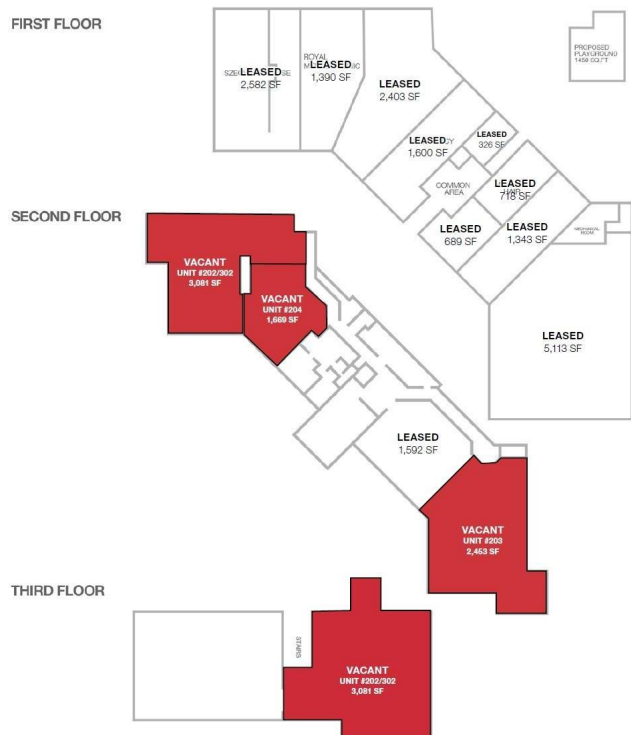 FIRST FLOOR
LEASED
2,582 SF
ROYAL
LEASED
1,390 SF
LEASED
2,403 SF
LEASED
1,600 SF
LEASED
326 SF
PROPOSED
PLAYGROUND
1450 SQ.FT
COMMON
AREA
LEASED
718 SF
LEASED
689 SF
LEASED
1,343 SF
MECHANICAL
ROOM
LEASED
5,113 SF
SECOND FLOOR
VACANT
UNIT #202/302
3,081 SF
VACANT
UNIT #204
1,669 SF
LEASED
1,592 SF
VACANT
UNIT #203
2,453 SF
THIRD FLOOR
STAIRS
VACANT
UNIT #202/302
3,081 SF